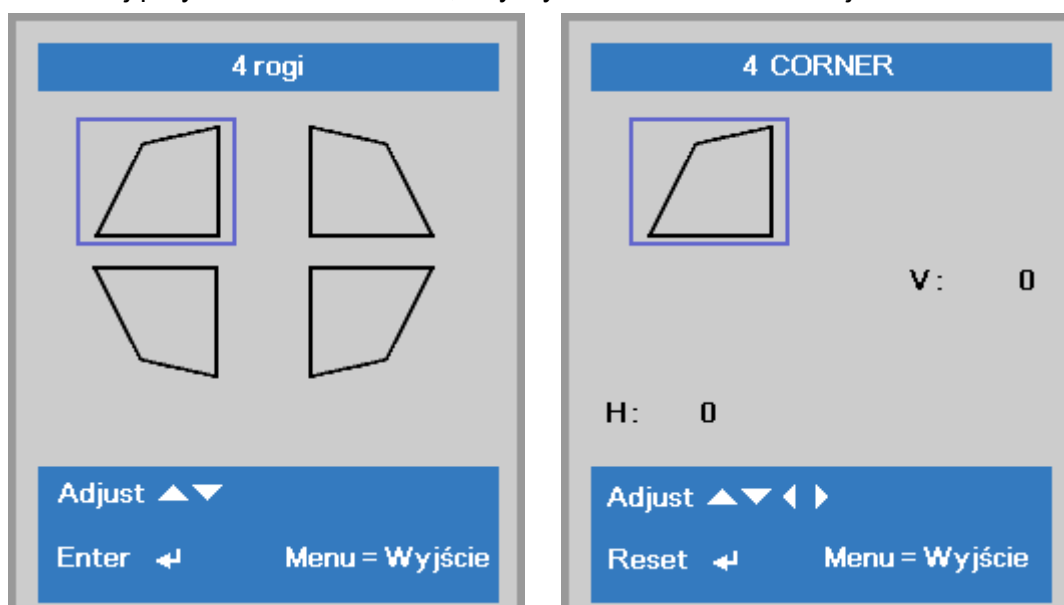 4 rogi
Adjust ▲▼
Enter ↵ Menu = Wyjście
4 CORNER
V: 0
H: 0
Adjust ▲▼◀▶
Reset ↵ Menu = Wyjście